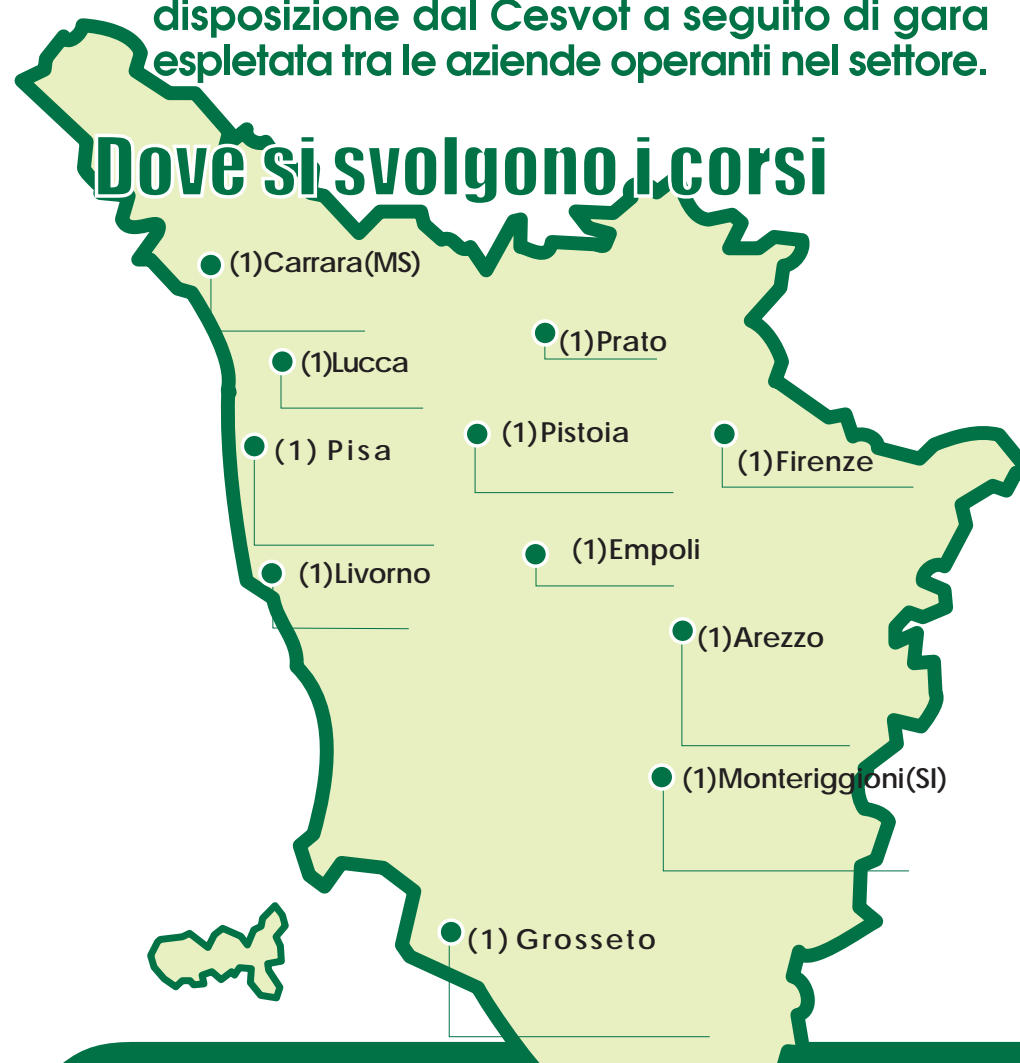 disposizione dal Cesvot a seguito di gara
espletata tra le aziende operanti nel settore.
Dove si svolgono i corsi
(1)Carrara(MS)
(1)Prato
(1)Lucca
(1)Pistoia
(1) Pisa
(1)Firenze
(1)Empoli
(1)Livorno
(1)Arezzo
(1)Monteriggioni(SI)
(1) Grosseto